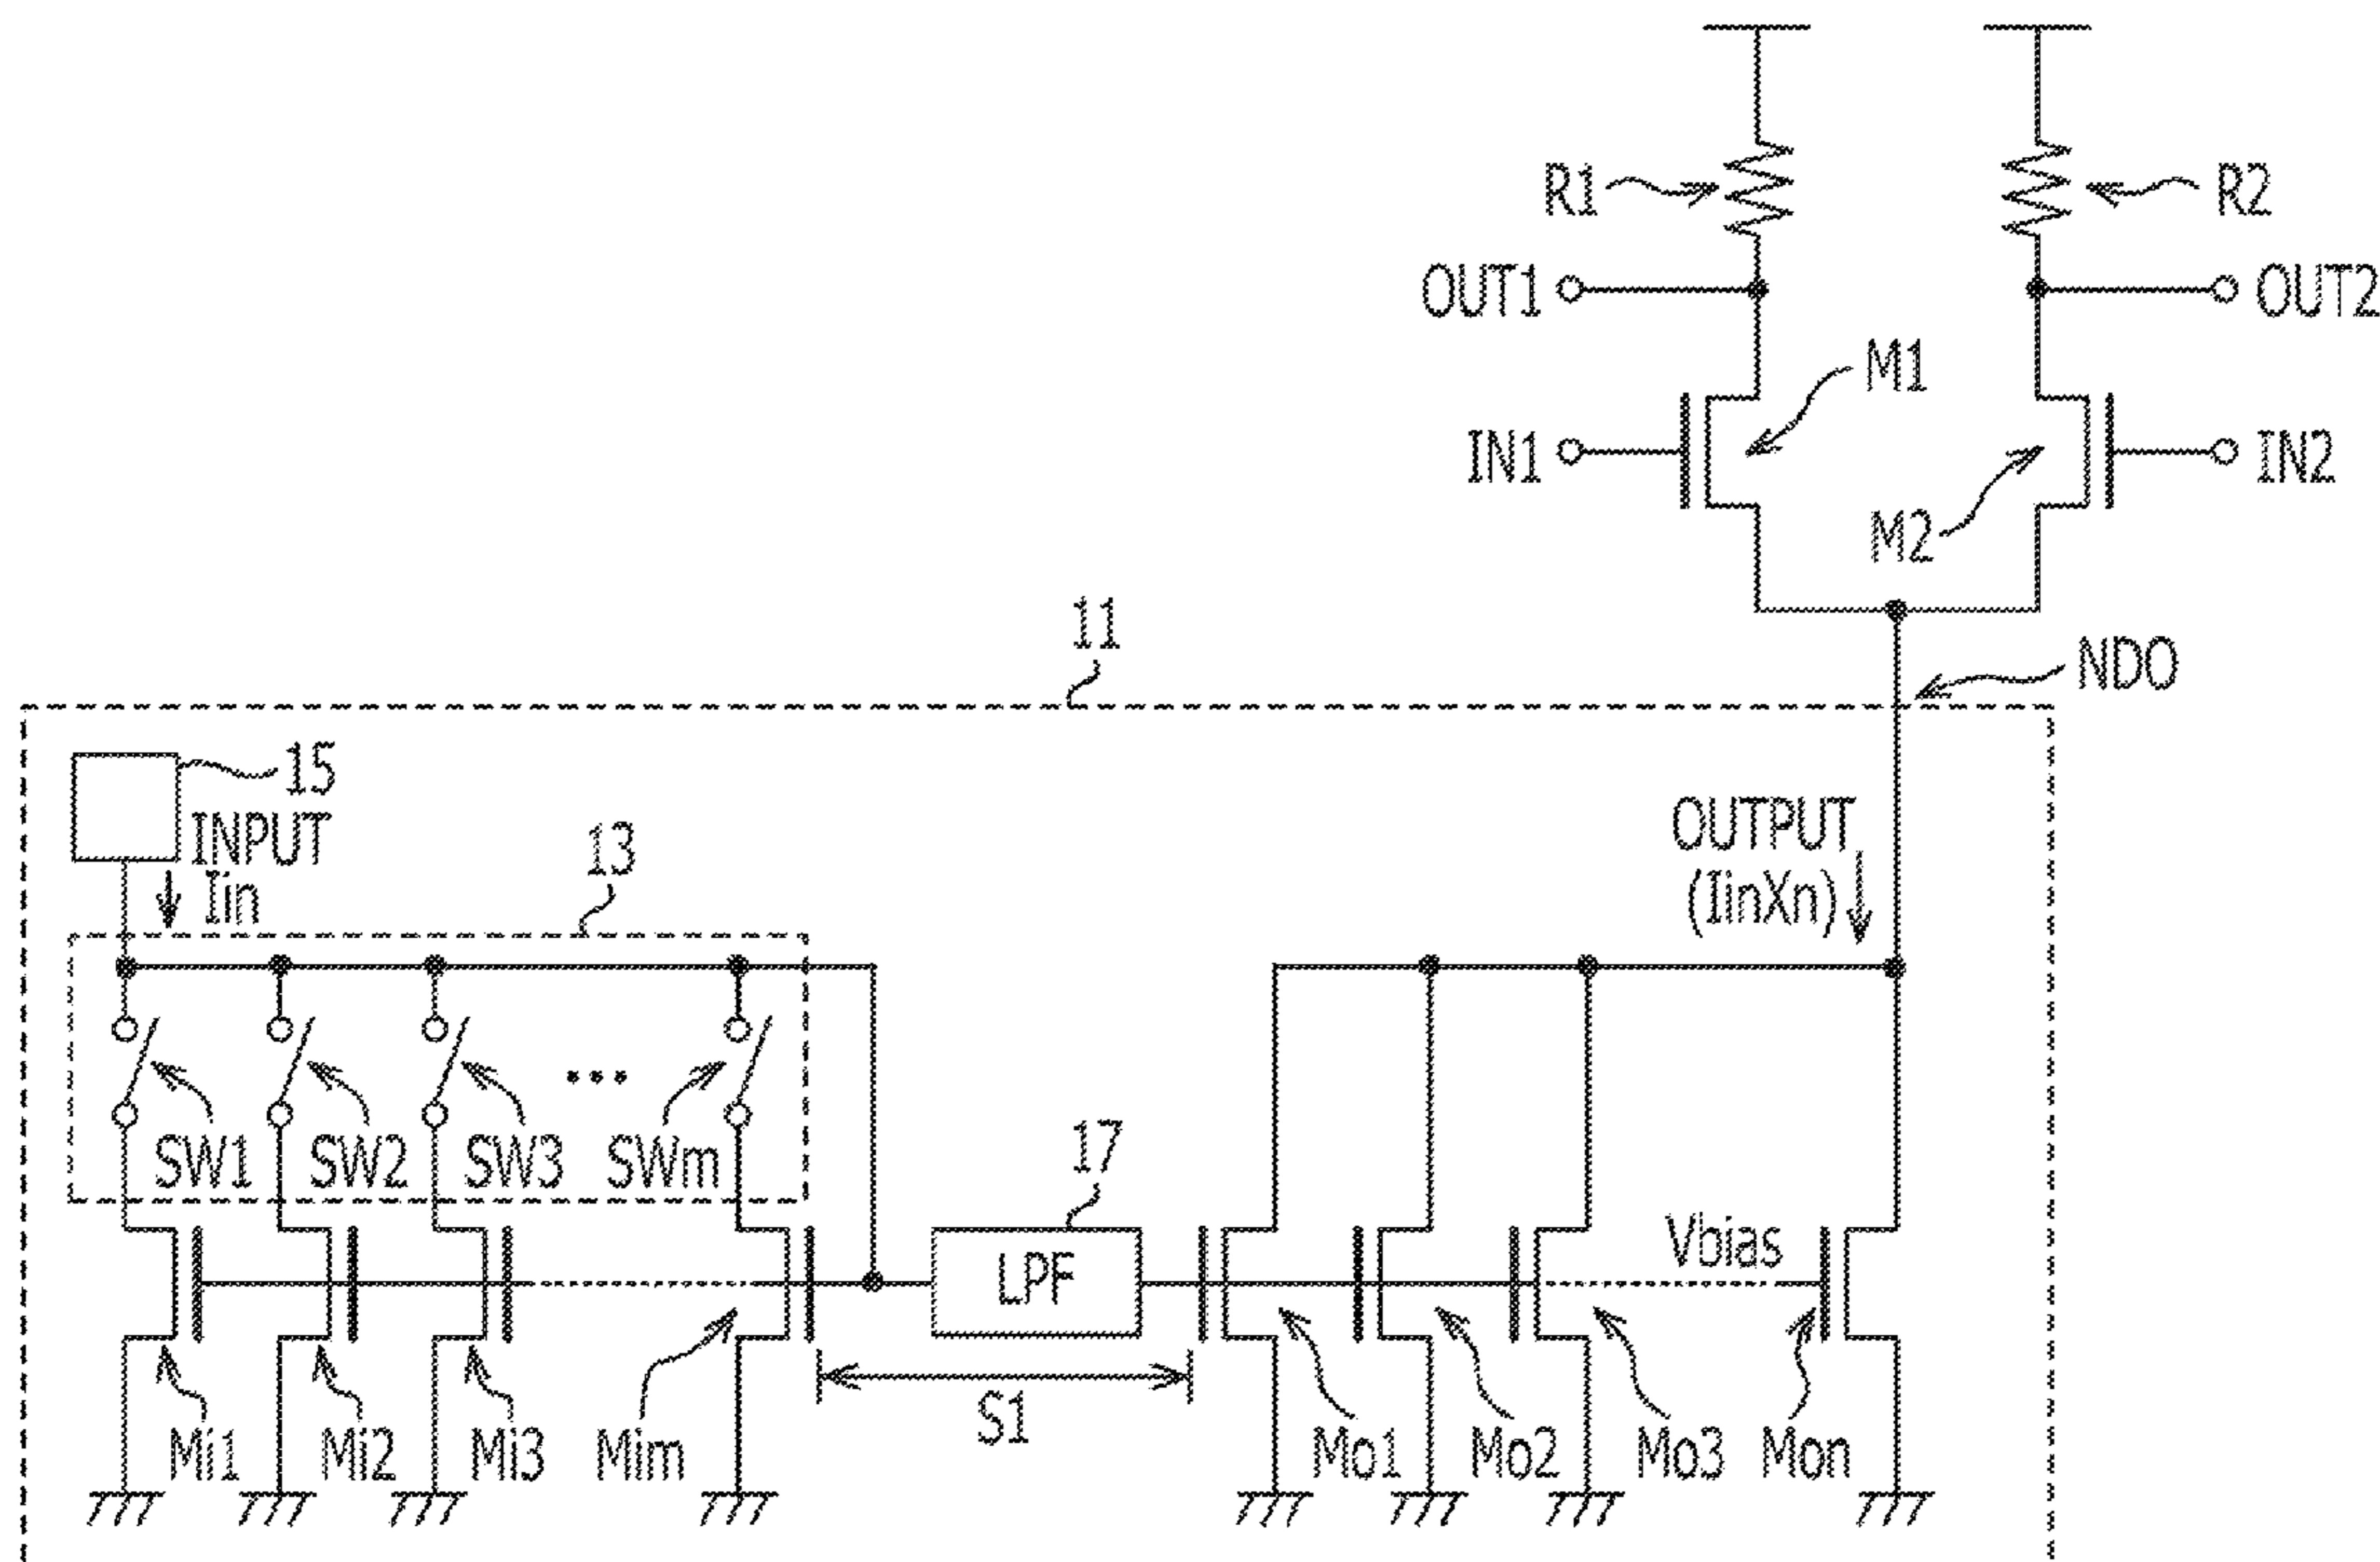 R1
R2
OUT1
OUT2
M1
IN1
IN2
M2
11
NDO
15
INPUT
Iin
13
OUTPUT
(IinXn)
...
SW1
SW2
SW3
SWm
17
LPF
Vbias
S1
Mi1
Mi2
Mi3
Mim
Mo1
Mo2
Mo3
Mon